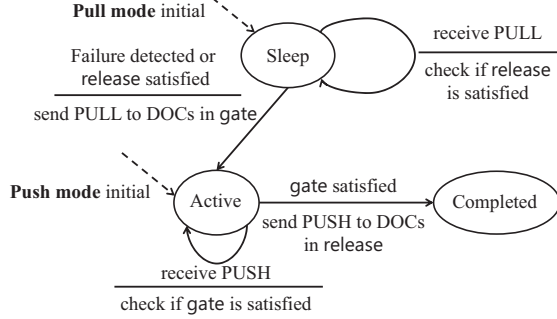 Pull mode initial
Sleep
receive PULL
check if release
is satisfied
Failure detected or
release satisfied
send PULL to DOCs in gate
Push mode initial
Active
gate satisfied
send PUSH to DOCs
in release
Completed
receive PUSH
check if gate is satisfied